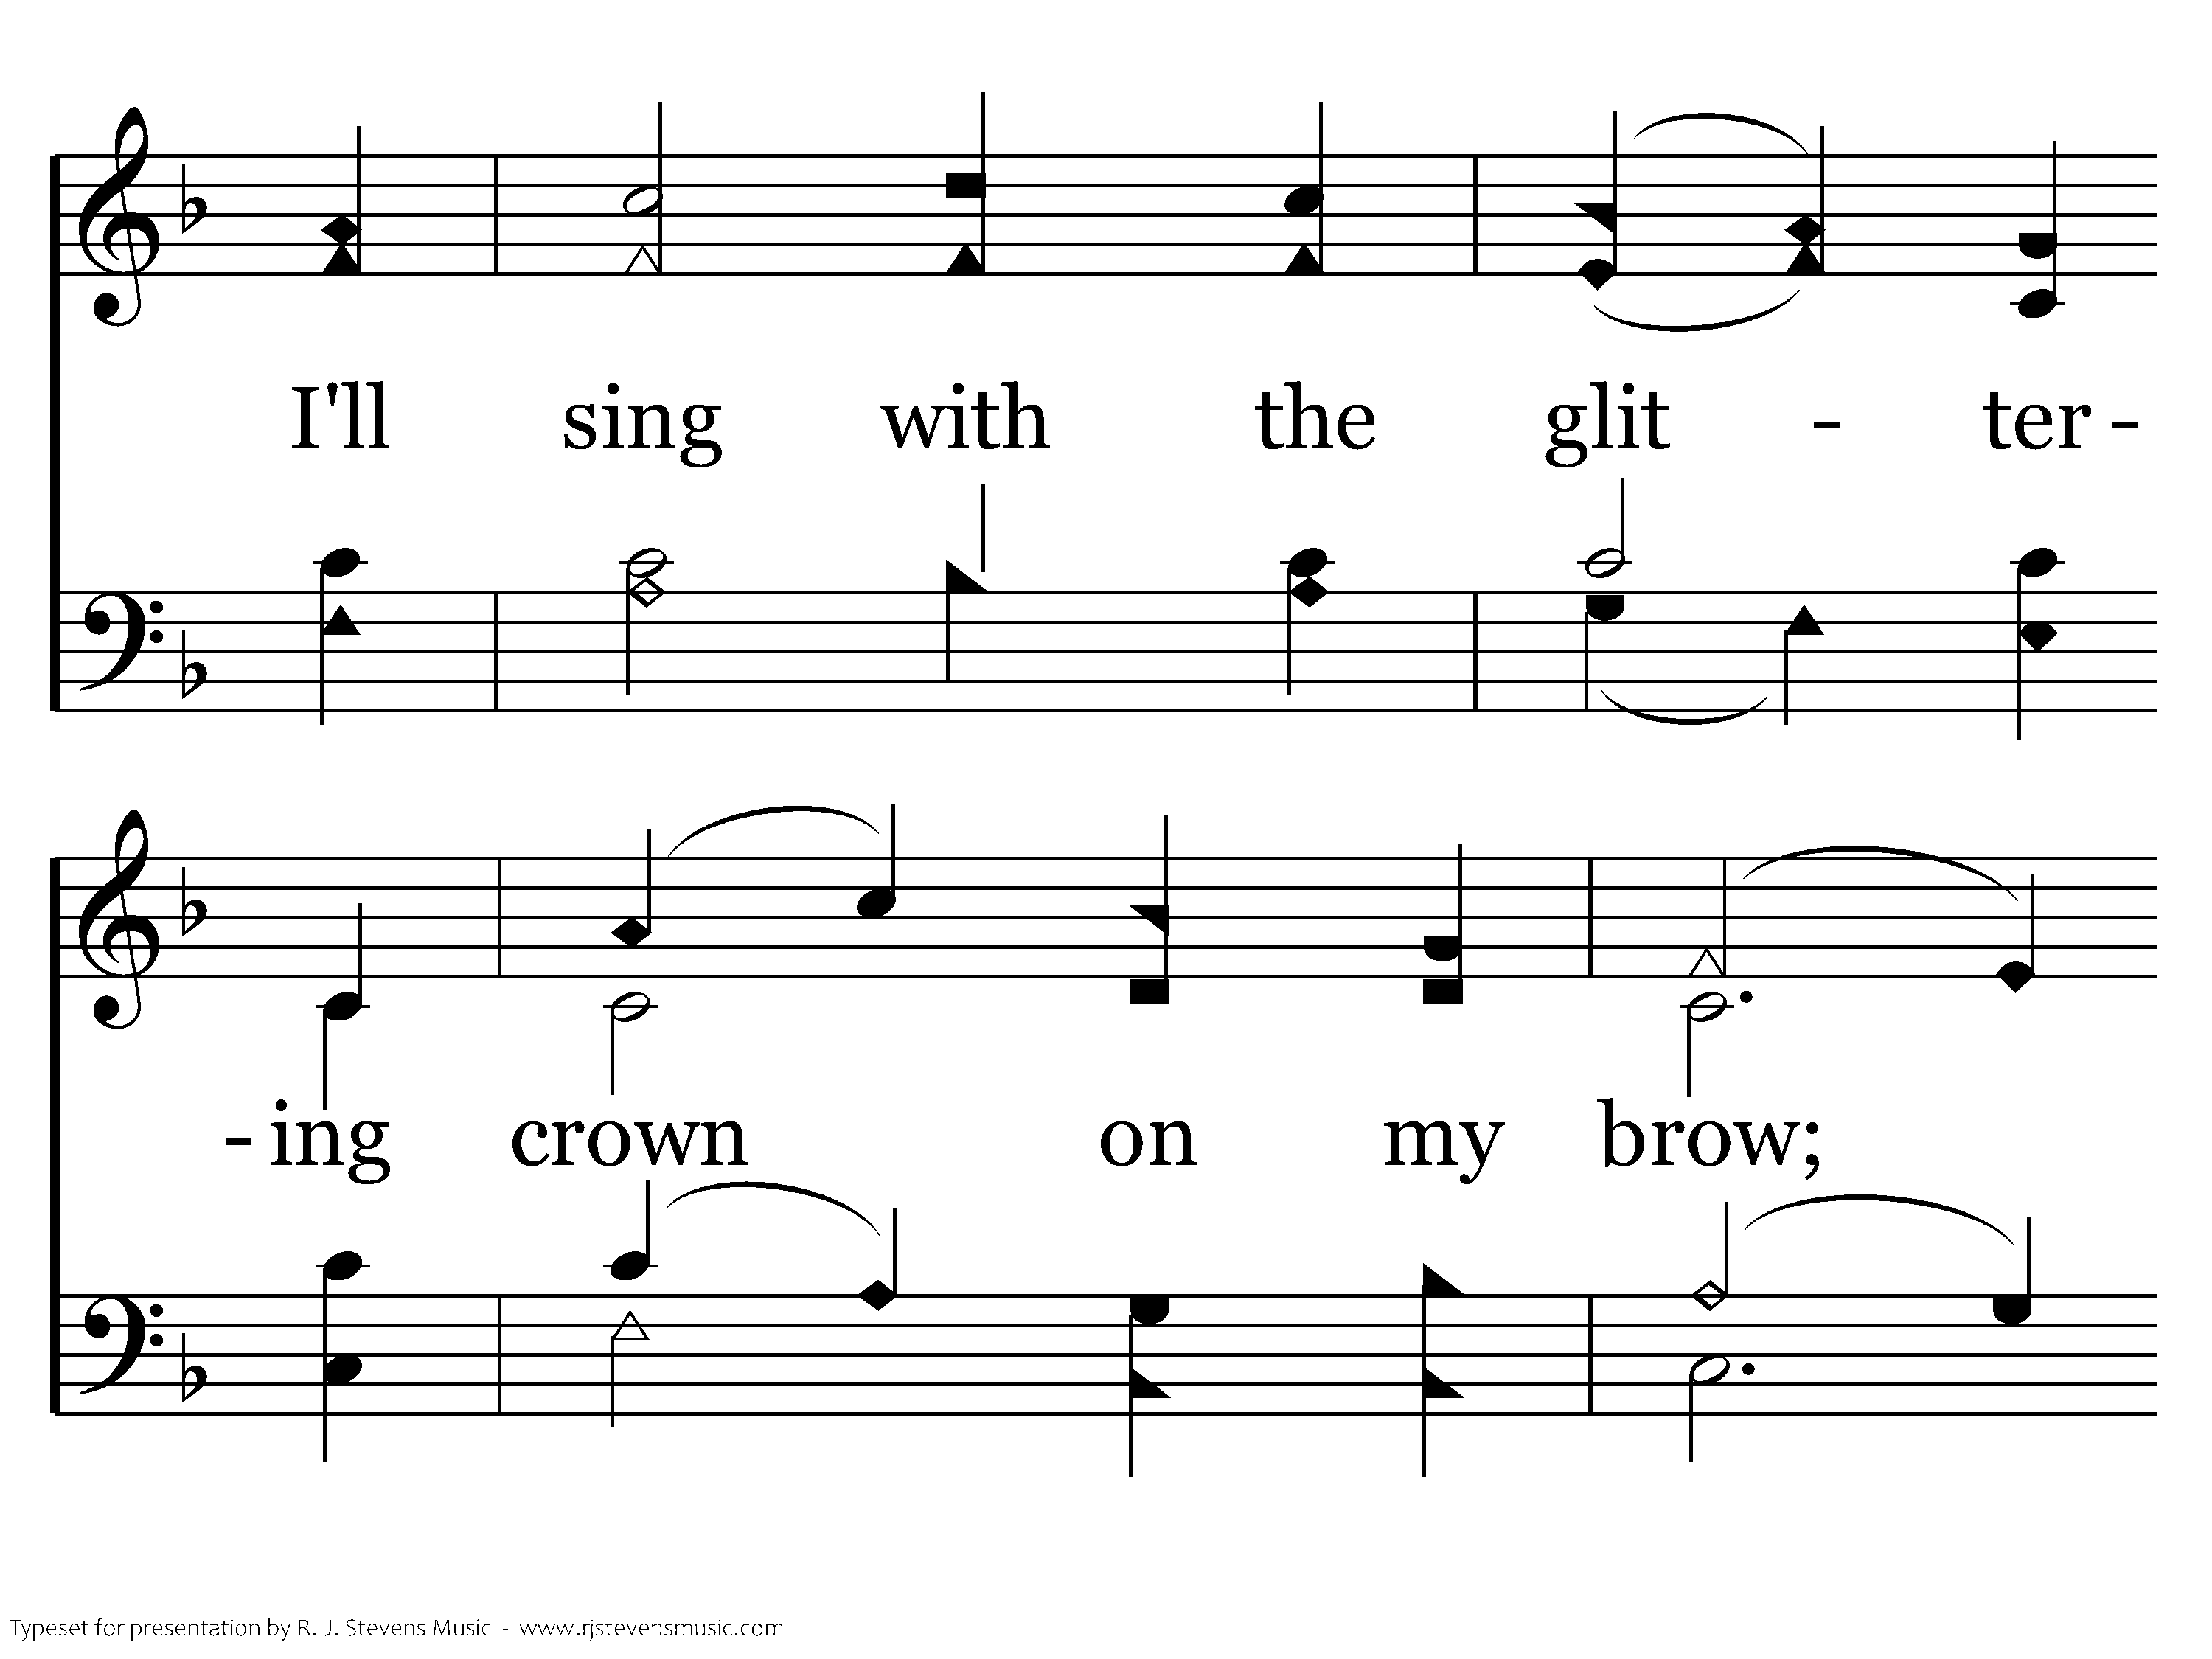 I'll sing with the glit - ter -
- ing crown on my brow;
Typeset for presentation by R. J. Stevens Music - www.rjstevensmusic.com